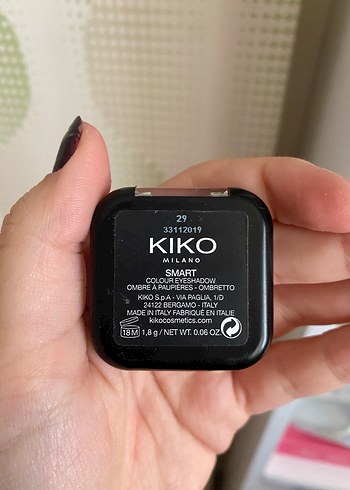 29
33112019
KIKO
MILANO
SMART
COLOUR EYESHADOW
OMBRE À PAUPIÈRES - OMBRETTO
KIKO S.p.A - VIA PAGLIA, 1/D
24122 BERGAMO - ITALY
MADE IN ITALY FABRIQUÉ EN ITALIE
kikocosmetics.com
18M 1,8 g / NET WT. 0.06 OZ.